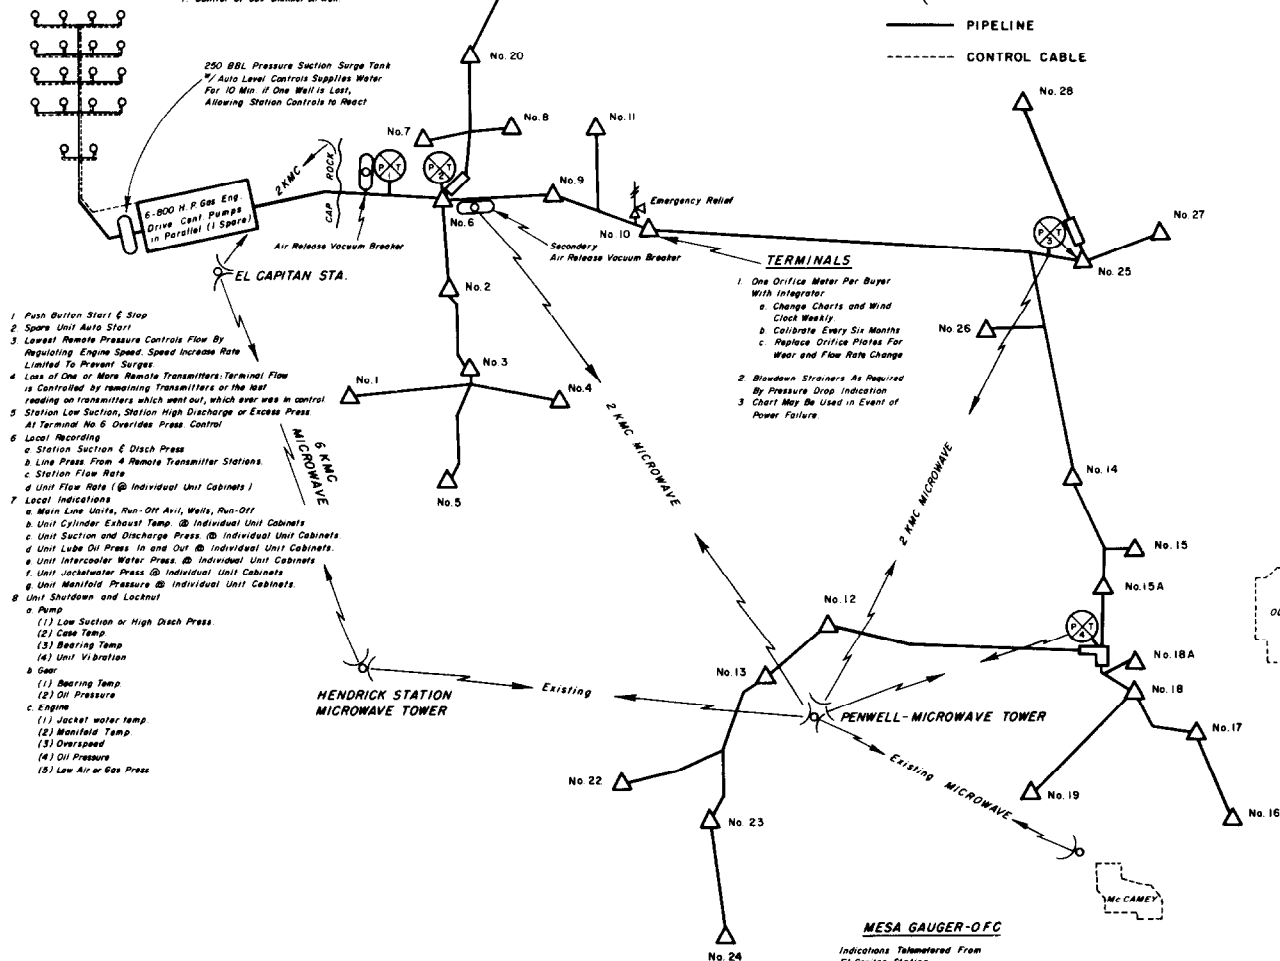 PIPELINE
CONTROL CABLE
250 BBL Pressure Suction Surge Tank
W/ Auto Level Controls Supplies Water
For 10 Min. if One Well is Lost,
Allowing Station Controls to React
No. 20
No. 7
No. 8
No. 11
No. 28
2 KMC
CAP ROCK
P T 1
P T 2
6-800 H.P. Gas Eng.
Drive Cent. Pumps
in Parallel (1 Spare)
Air Release Vacuum Breaker
No. 6
No. 9
Emergency Relief
No. 10
Secondary
Air Release Vacuum Breaker
P T 3
No. 27
No. 25
EL CAPITAN STA.
TERMINALS
1. One Orifice Meter Per Buyer
With Integrator
a. Change Charts and Wind
Clock Weekly.
b. Calibrate Every Six Months
c. Replace Orifice Plates For
Wear and Flow Rate Change
2. Blowdown Strainers As Required
By Pressure Drop Indication
3 Chart May Be Used in Event of
Power Failure.
No. 2
No. 3
No. 1
No. 4
No. 5
No. 26
1 Push Button Start & Stop
2. Spare Unit Auto Start
3. Lowest Remote Pressure Controls Flow By
Regulating Engine Speed. Speed Increase Rate
Limited To Prevent Surges.
4 Loss of One or More Remote Transmitters: Terminal Flow
is Controlled by remaining Transmitters or the last
reading on transmitters which went out, which ever was in control.
5 Station Low Suction, Station High Discharge or Excess Press.
At Terminal No. 6 Overides Press. Control
6 Local Recording
a. Station Suction & Disch Press
b. Line Press. From 4 Remote Transmitter Stations.
c. Station Flow Rate
d Unit Flow Rate (@ Individual Unit Cabinets)
7 Local Indications
a. Main Line Units, Run-Off Avil, Wells, Run-Off
b. Unit Cylinder Exhaust Temp. @ Individual Unit Cabinets
c. Unit Suction and Discharge Press. @ Individual Unit Cabinets.
d Unit Lube Oil Press In and Out @ Individual Unit Cabinets.
e Unit Intercooler Water Press. @ Individual Unit Cabinets
f. Unit Jacketwater Press @ Individual Unit Cabinets
g. Unit Manifold Pressure @ Individual Unit Cabinets.
8 Unit Shutdown and Locknut
a. Pump
(1) Low Suction or High Disch Press.
(2) Case Temp.
(3) Bearing Temp
(4) Unit Vibration
b Gear
(1) Bearing Temp.
(2) Oil Pressure
c. Engine
(1) Jacket water temp.
(2) Manifold Temp.
(3) Overspeed
(4) Oil Pressure
(5) Low Air or Gas Press
6 KMC
MICROWAVE
2 KMC MICROWAVE
2 KMC MICROWAVE
No. 14
No. 15
No. 15A
P T 4
No. 18A
No. 18
No. 17
No. 16
No. 19
No. 12
No. 13
HENDRICK STATION
MICROWAVE TOWER
Existing
PENWELL-MICROWAVE TOWER
Existing MICROWAVE
No. 22
No. 23
No. 24
Mc CAMEY
MESA GAUGER-OFC
Indications Telemetered From